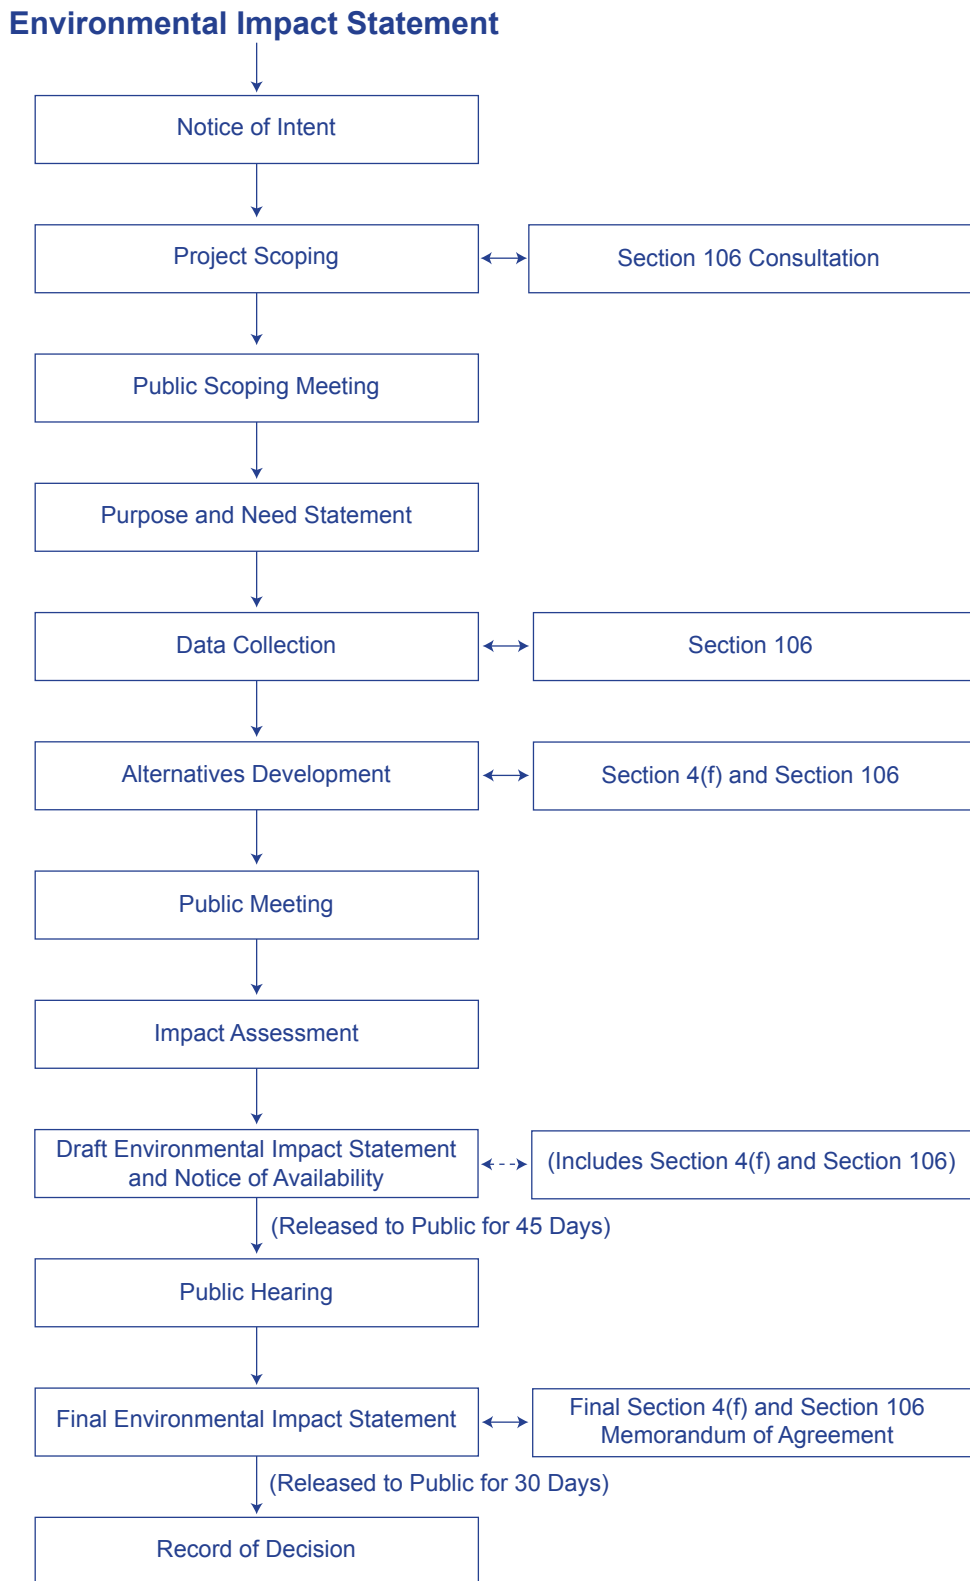 Environmental Impact Statement
Notice of Intent
Project Scoping
Section 106 Consultation
Public Scoping Meeting
Purpose and Need Statement
Data Collection
Section 106
Alternatives Development
Section 4(f) and Section 106
Public Meeting
Impact Assessment
Draft Environmental Impact Statement
and Notice of Availability
(Includes Section 4(f) and Section 106)
(Released to Public for 45 Days)
Public Hearing
Final Environmental Impact Statement
Final Section 4(f) and Section 106
Memorandum of Agreement
(Released to Public for 30 Days)
Record of Decision